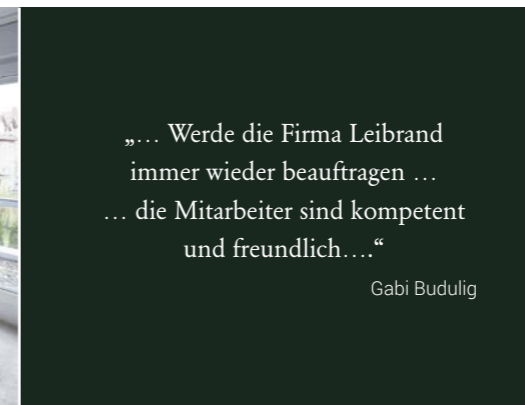 „… Werde die Firma Leibrand
immer wieder beauftragen …
… die Mitarbeiter sind kompetent
und freundlich….“
Gabi Budulig